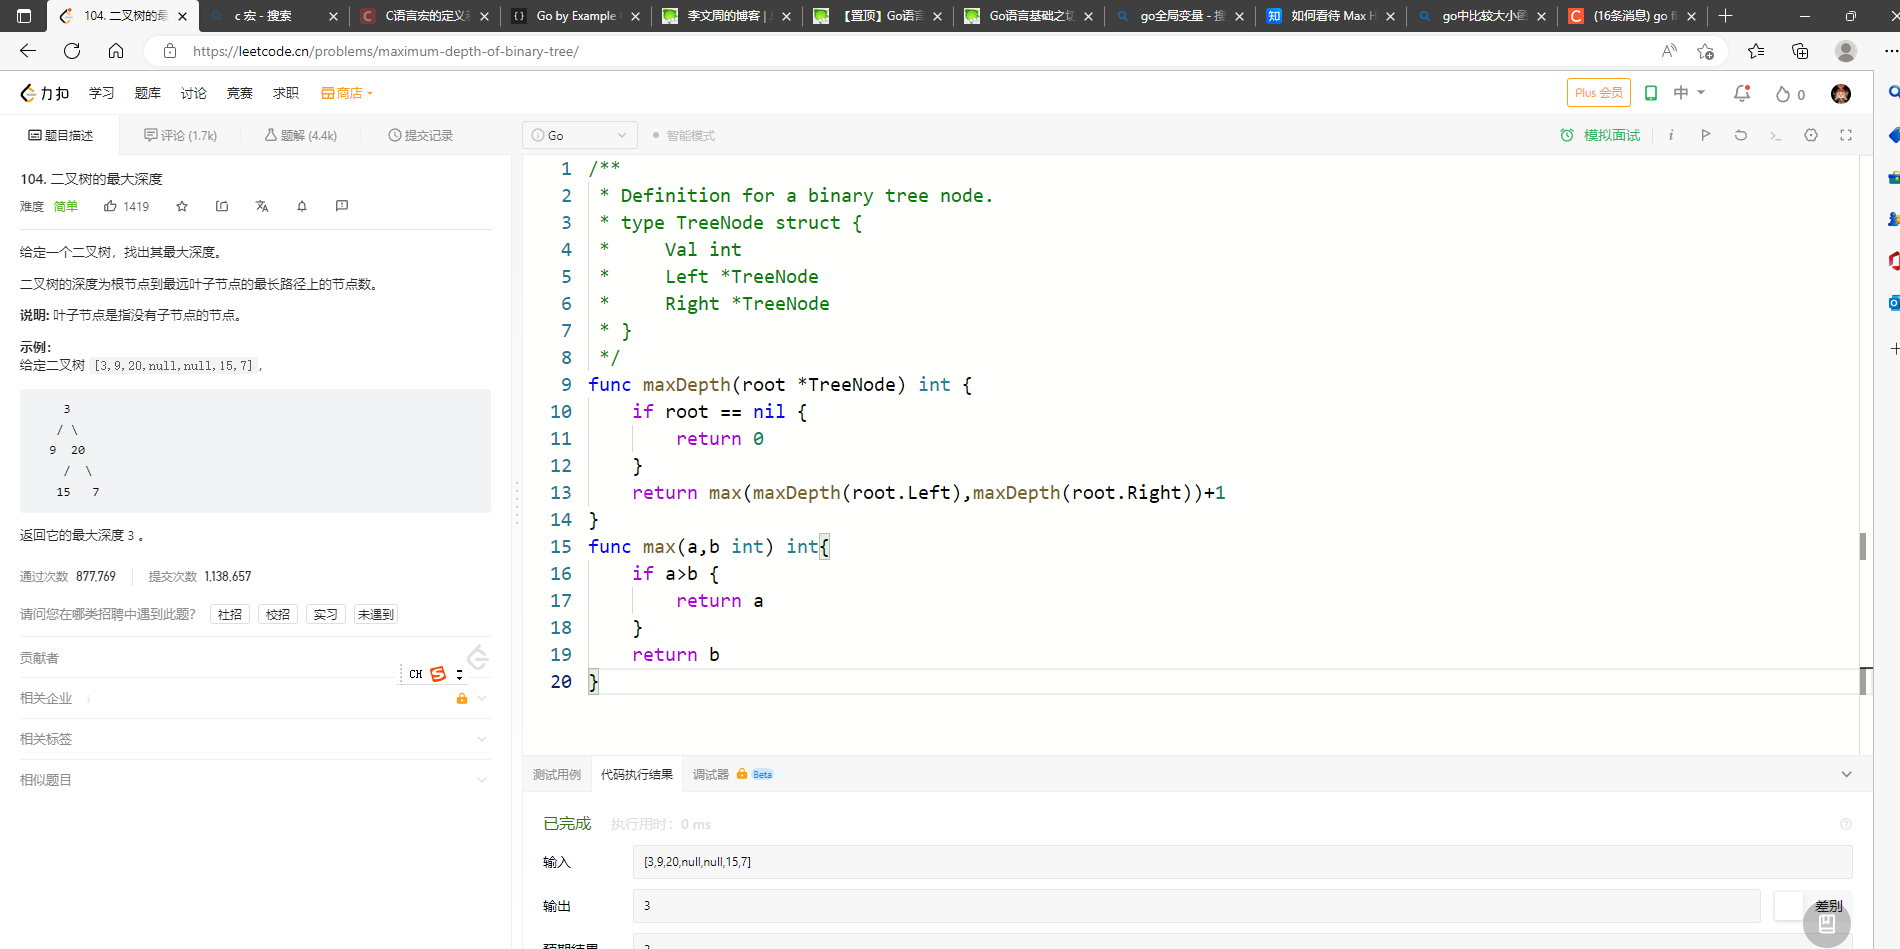 104. 二叉树的最
c 宏 - 搜索
C语言宏的定义和
Go by Example
李文周的博客 |
【置顶】Go语言
Go语言基础之切
go全局变量 - 搜
知 如何看待 Max H
go中比较大小的
C (16条消息) go f
https://leetcode.cn/problems/maximum-depth-of-binary-tree/
力扣 学习 题库 讨论 竞赛 求职 商店 Plus 会员 中 0
题目描述 评论 (1.7k) 题解 (4.4k) 提交记录 Go 智能模式 模拟面试
104. 二叉树的最大深度
难度 简单 1419
给定一个二叉树，找出其最大深度。
二叉树的深度为根节点到最远叶子节点的最长路径上的节点数。
说明: 叶子节点是指没有子节点的节点。
示例：
给定二叉树 [3,9,20,null,null,15,7]，
3
/ \
9 20
/ \
15 7
返回它的最大深度 3 。
通过次数 877,769 提交次数 1,138,657
请问您在哪类招聘中遇到此题？ 社招 校招 实习 未遇到
贡献者
CH S
相关企业 i
相关标签
相似题目
1 /**
2 * Definition for a binary tree node.
3 * type TreeNode struct {
4 *     Val int
5 *     Left *TreeNode
6 *     Right *TreeNode
7 * }
8 */
9 func maxDepth(root *TreeNode) int {
10     if root == nil {
11         return 0
12     }
13     return max(maxDepth(root.Left),maxDepth(root.Right))+1
14 }
15 func max(a,b int) int{
16     if a>b {
17         return a
18     }
19     return b
20 }
测试用例 代码执行结果 调试器 Beta
已完成 执行用时：0 ms
输入 [3,9,20,null,null,15,7]
输出 3 差别
预期结果 3